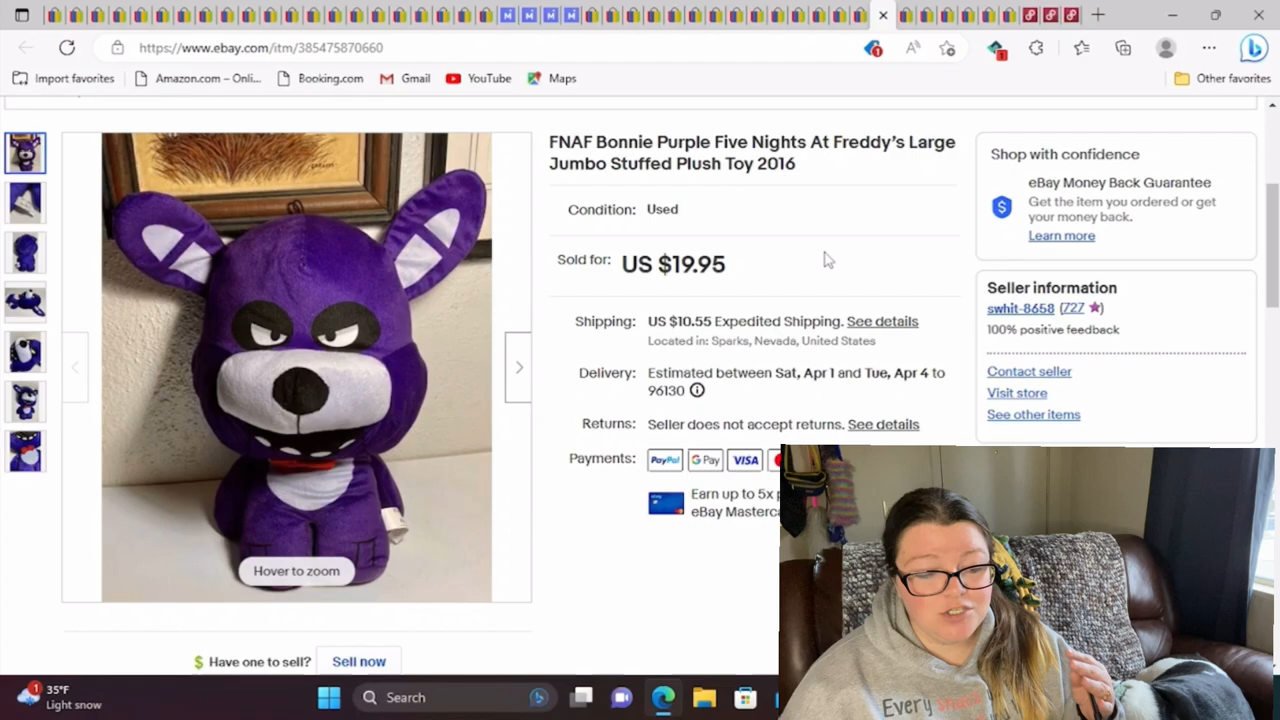 https://www.ebay.com/itm/385475870660
1
1
Import favorites
Amazon.com – Onli...
Booking.com
Gmail
YouTube
Maps
Other favorites
FNAF Bonnie Purple Five Nights At Freddy's Large
Jumbo Stuffed Plush Toy 2016
Condition: Used
Sold for: US $19.95
Shipping: US $10.55 Expedited Shipping. See details
Located in: Sparks, Nevada, United States
Delivery: Estimated between Sat, Apr 1 and Tue, Apr 4 to
96130
Returns: Seller does not accept returns. See details
Payments: PayPal G Pay VISA
Earn up to 5x
eBay Masterca
Hover to zoom
Have one to sell? Sell now
Shop with confidence
eBay Money Back Guarantee
Get the item you ordered or get
your money back.
Learn more
Seller information
swhit-8658 (727)
100% positive feedback
Contact seller
Visit store
See other items
Every
1
35°F
Light snow
Search